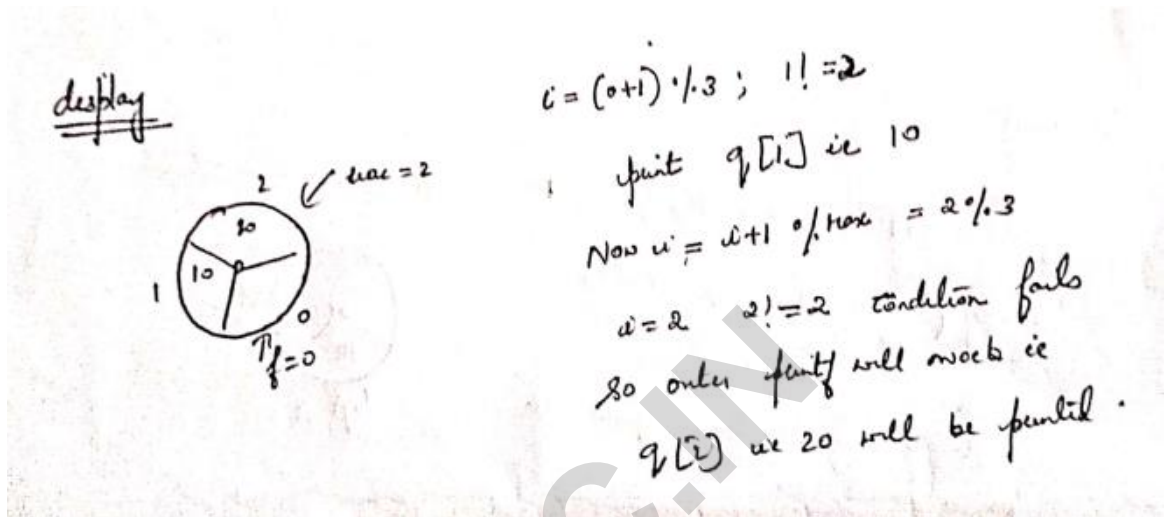 display
2
rear = 2
20
10
1
0
f=0
i = (0+1) % 3 ; 1! =2
print q[1] ie 10
Now i = i+1 % max = 2%3
i = 2 2!=2 condition fails
so outer printf will work ie
q[2] ie 20 will be printed .
C.IN